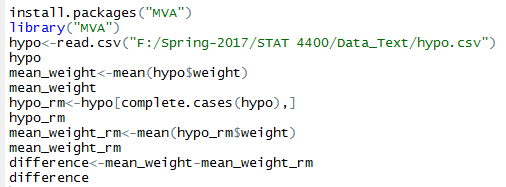 install.packages("MVA")
library("MVA")
hypo<-read.csv("F:/Spring-2017/STAT 4400/Data_Text/hypo.csv")
hypo
mean_weight<-mean(hypo$weight)
mean_weight
hypo_rm<-hypo[complete.cases(hypo),]
hypo_rm
mean_weight_rm<-mean(hypo_rm$weight)
mean_weight_rm
difference<-mean_weight-mean_weight_rm
difference